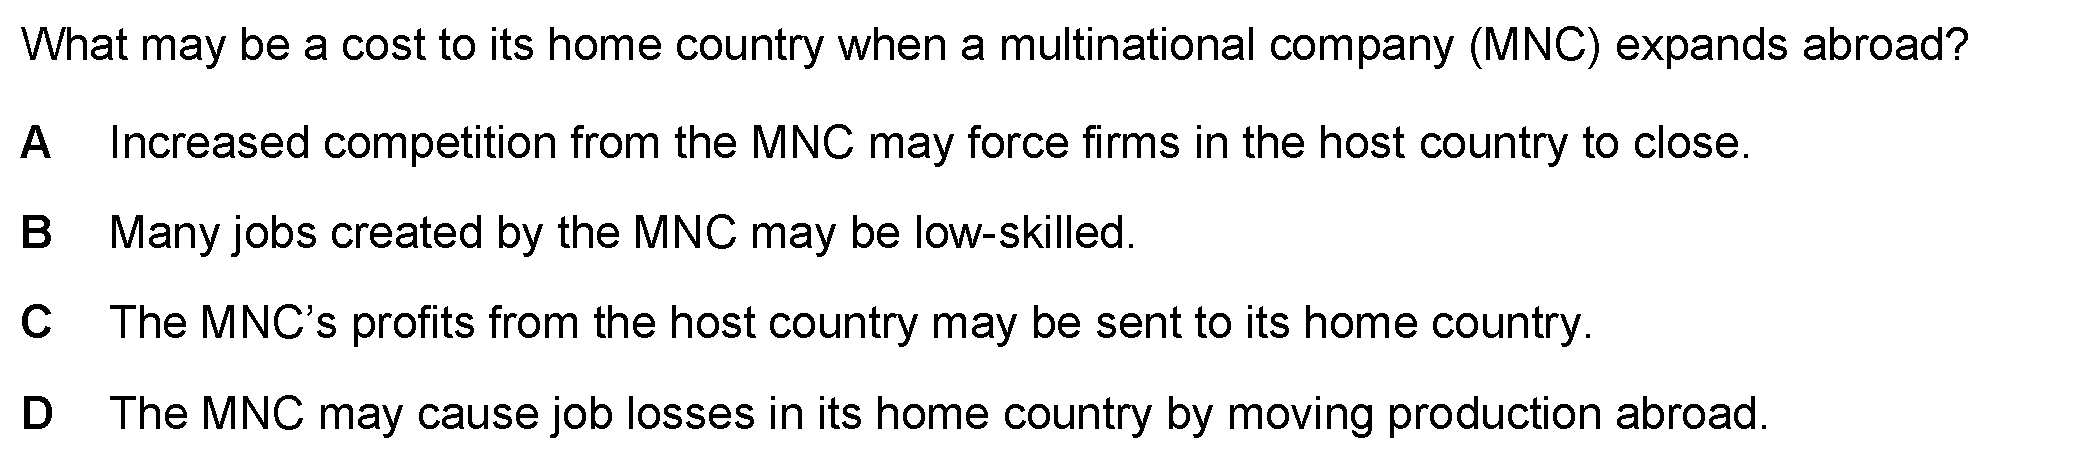 What may be a cost to its home country when a multinational company (MNC) expands abroad?
A Increased competition from the MNC may force firms in the host country to close.
B Many jobs created by the MNC may be low-skilled.
C The MNC’s profits from the host country may be sent to its home country.
D The MNC may cause job losses in its home country by moving production abroad.